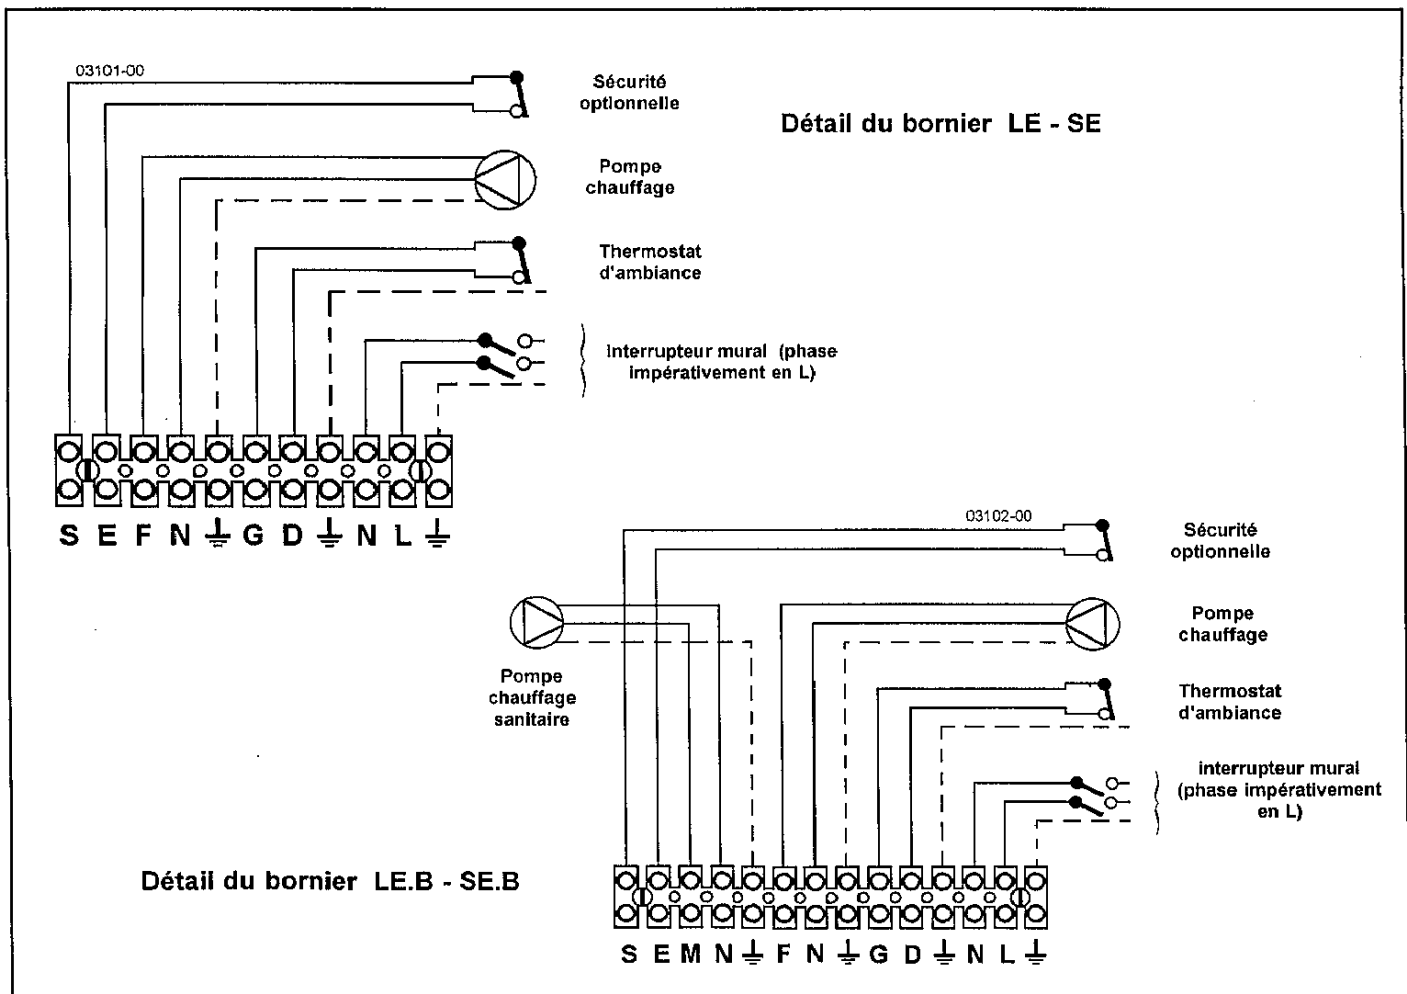 03101-00
Sécurité
optionnelle
Détail du bornier LE - SE
Pompe
chauffage
Thermostat
d'ambiance
Interrupteur mural (phase
impérativement en L)
S E F N ⏚ G D ⏚ N L ⏚
03102-00
Sécurité
optionnelle
Pompe
chauffage
Pompe
chauffage
sanitaire
Thermostat
d'ambiance
interrupteur mural
(phase impérativement
en L)
Détail du bornier LE.B - SE.B
S E M N ⏚ F N ⏚ G D ⏚ N L ⏚